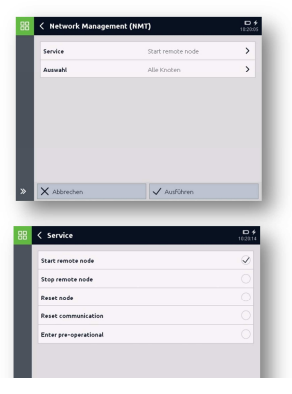 Network Management (NMT)
10:20:05
Service Start remote node
Auswahl Alle Knoten
Abbrechen Ausführen
Service
10:20:14
Start remote node
Stop remote node
Reset node
Reset communication
Enter pre-operational